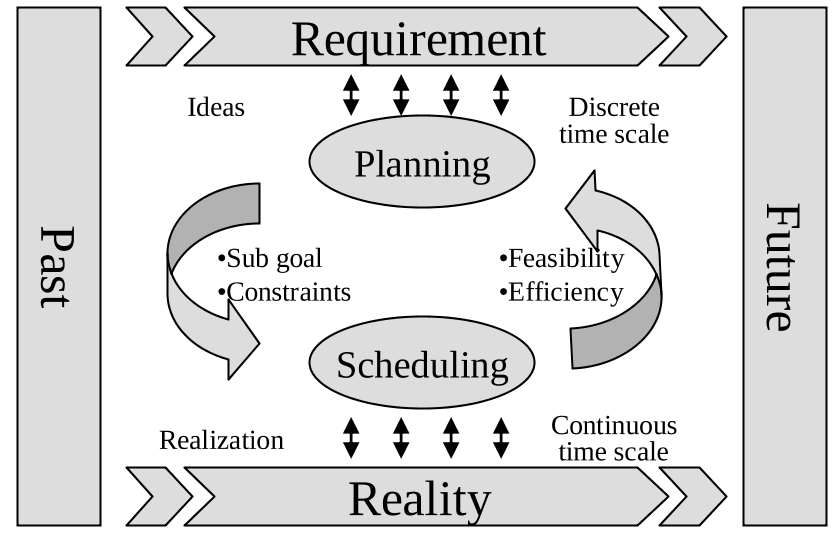 Requirement
Ideas
Discrete
time scale
Planning
Past
Future
•Sub goal
•Constraints
•Feasibility
•Efficiency
Scheduling
Realization
Continuous
time scale
Reality